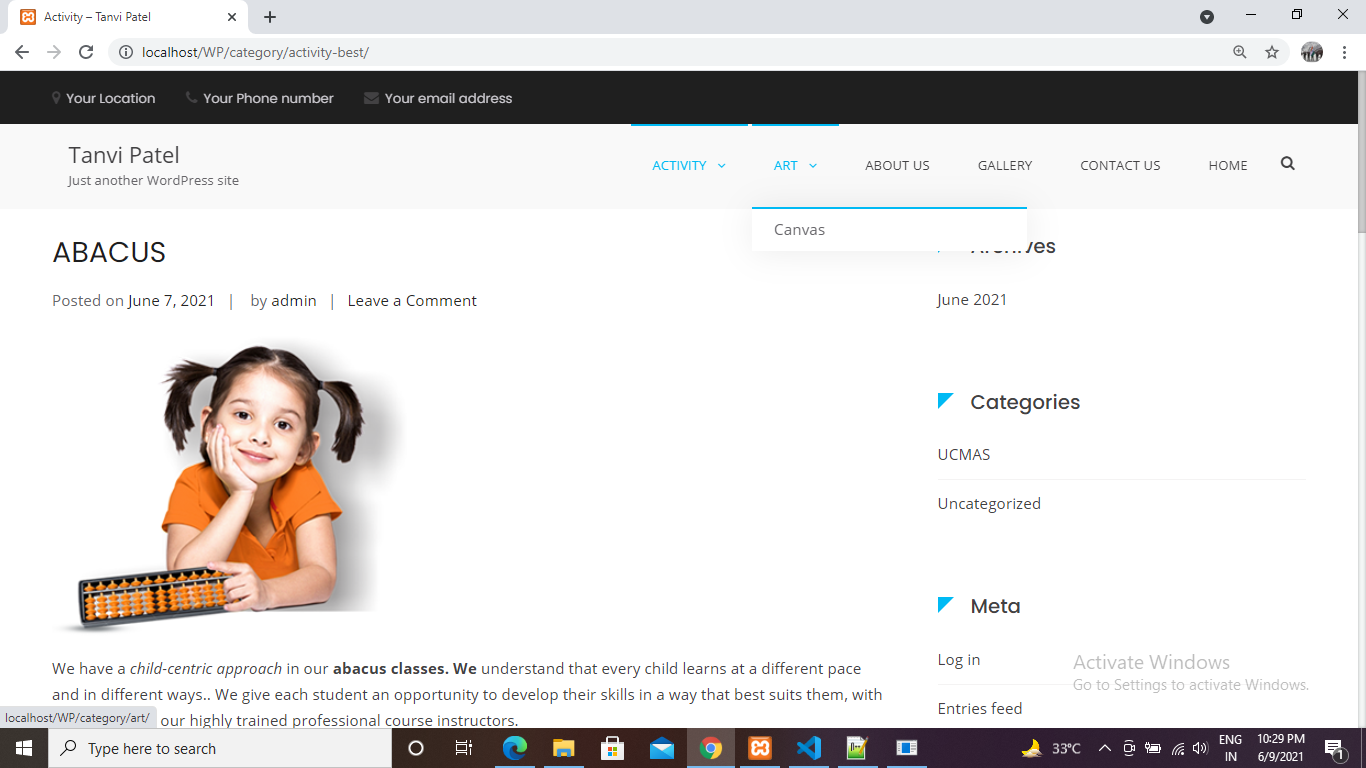 Activity – Tanvi Patel
localhost/WP/category/activity-best/
Your Location Your Phone number Your email address
Tanvi Patel
Just another WordPress site
ACTIVITY ART ABOUT US GALLERY CONTACT US HOME
Canvas
ABACUS
Posted on June 7, 2021 | by admin | Leave a Comment
We have a child-centric approach in our abacus classes. We understand that every child learns at a different pace
and in different ways.. We give each student an opportunity to develop their skills in a way that best suits them, with
our highly trained professional course instructors.
Archives
June 2021
Categories
UCMAS
Uncategorized
Meta
Log in
Entries feed
Activate Windows
Go to Settings to activate Windows.
localhost/WP/category/art/
Type here to search
33°C
ENG
IN
10:29 PM
6/9/2021
1